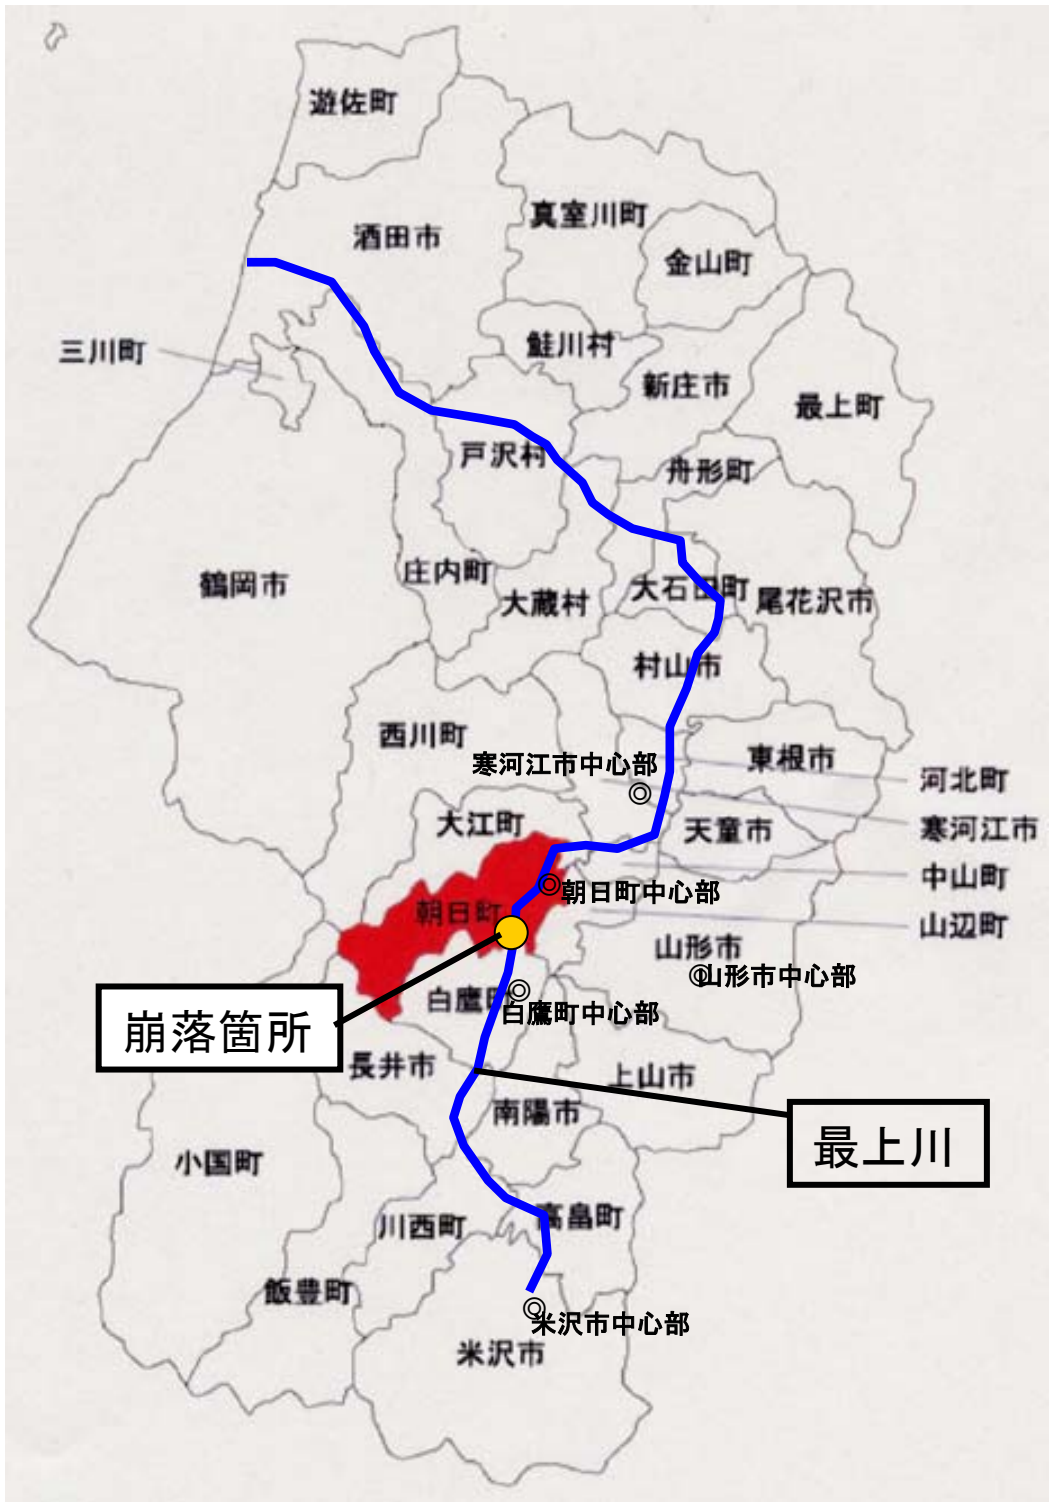 遊佐町
真室川町
酒田市
金山町
三川町
鮭川村
新庄市
最上町
戸沢村
舟形町
鶴岡市
庄内町
大蔵村
大石田町
尾花沢市
村山市
西川町
寒河江市中心部
東根市
河北町
大江町
天童市
寒河江市
中山町
朝日町
朝日町中心部
山辺町
山形市
山形市中心部
白鷹町
白鷹町中心部
崩落箇所
長井市
上山市
南陽市
最上川
小国町
川西町
高畠町
飯豊町
米沢市中心部
米沢市